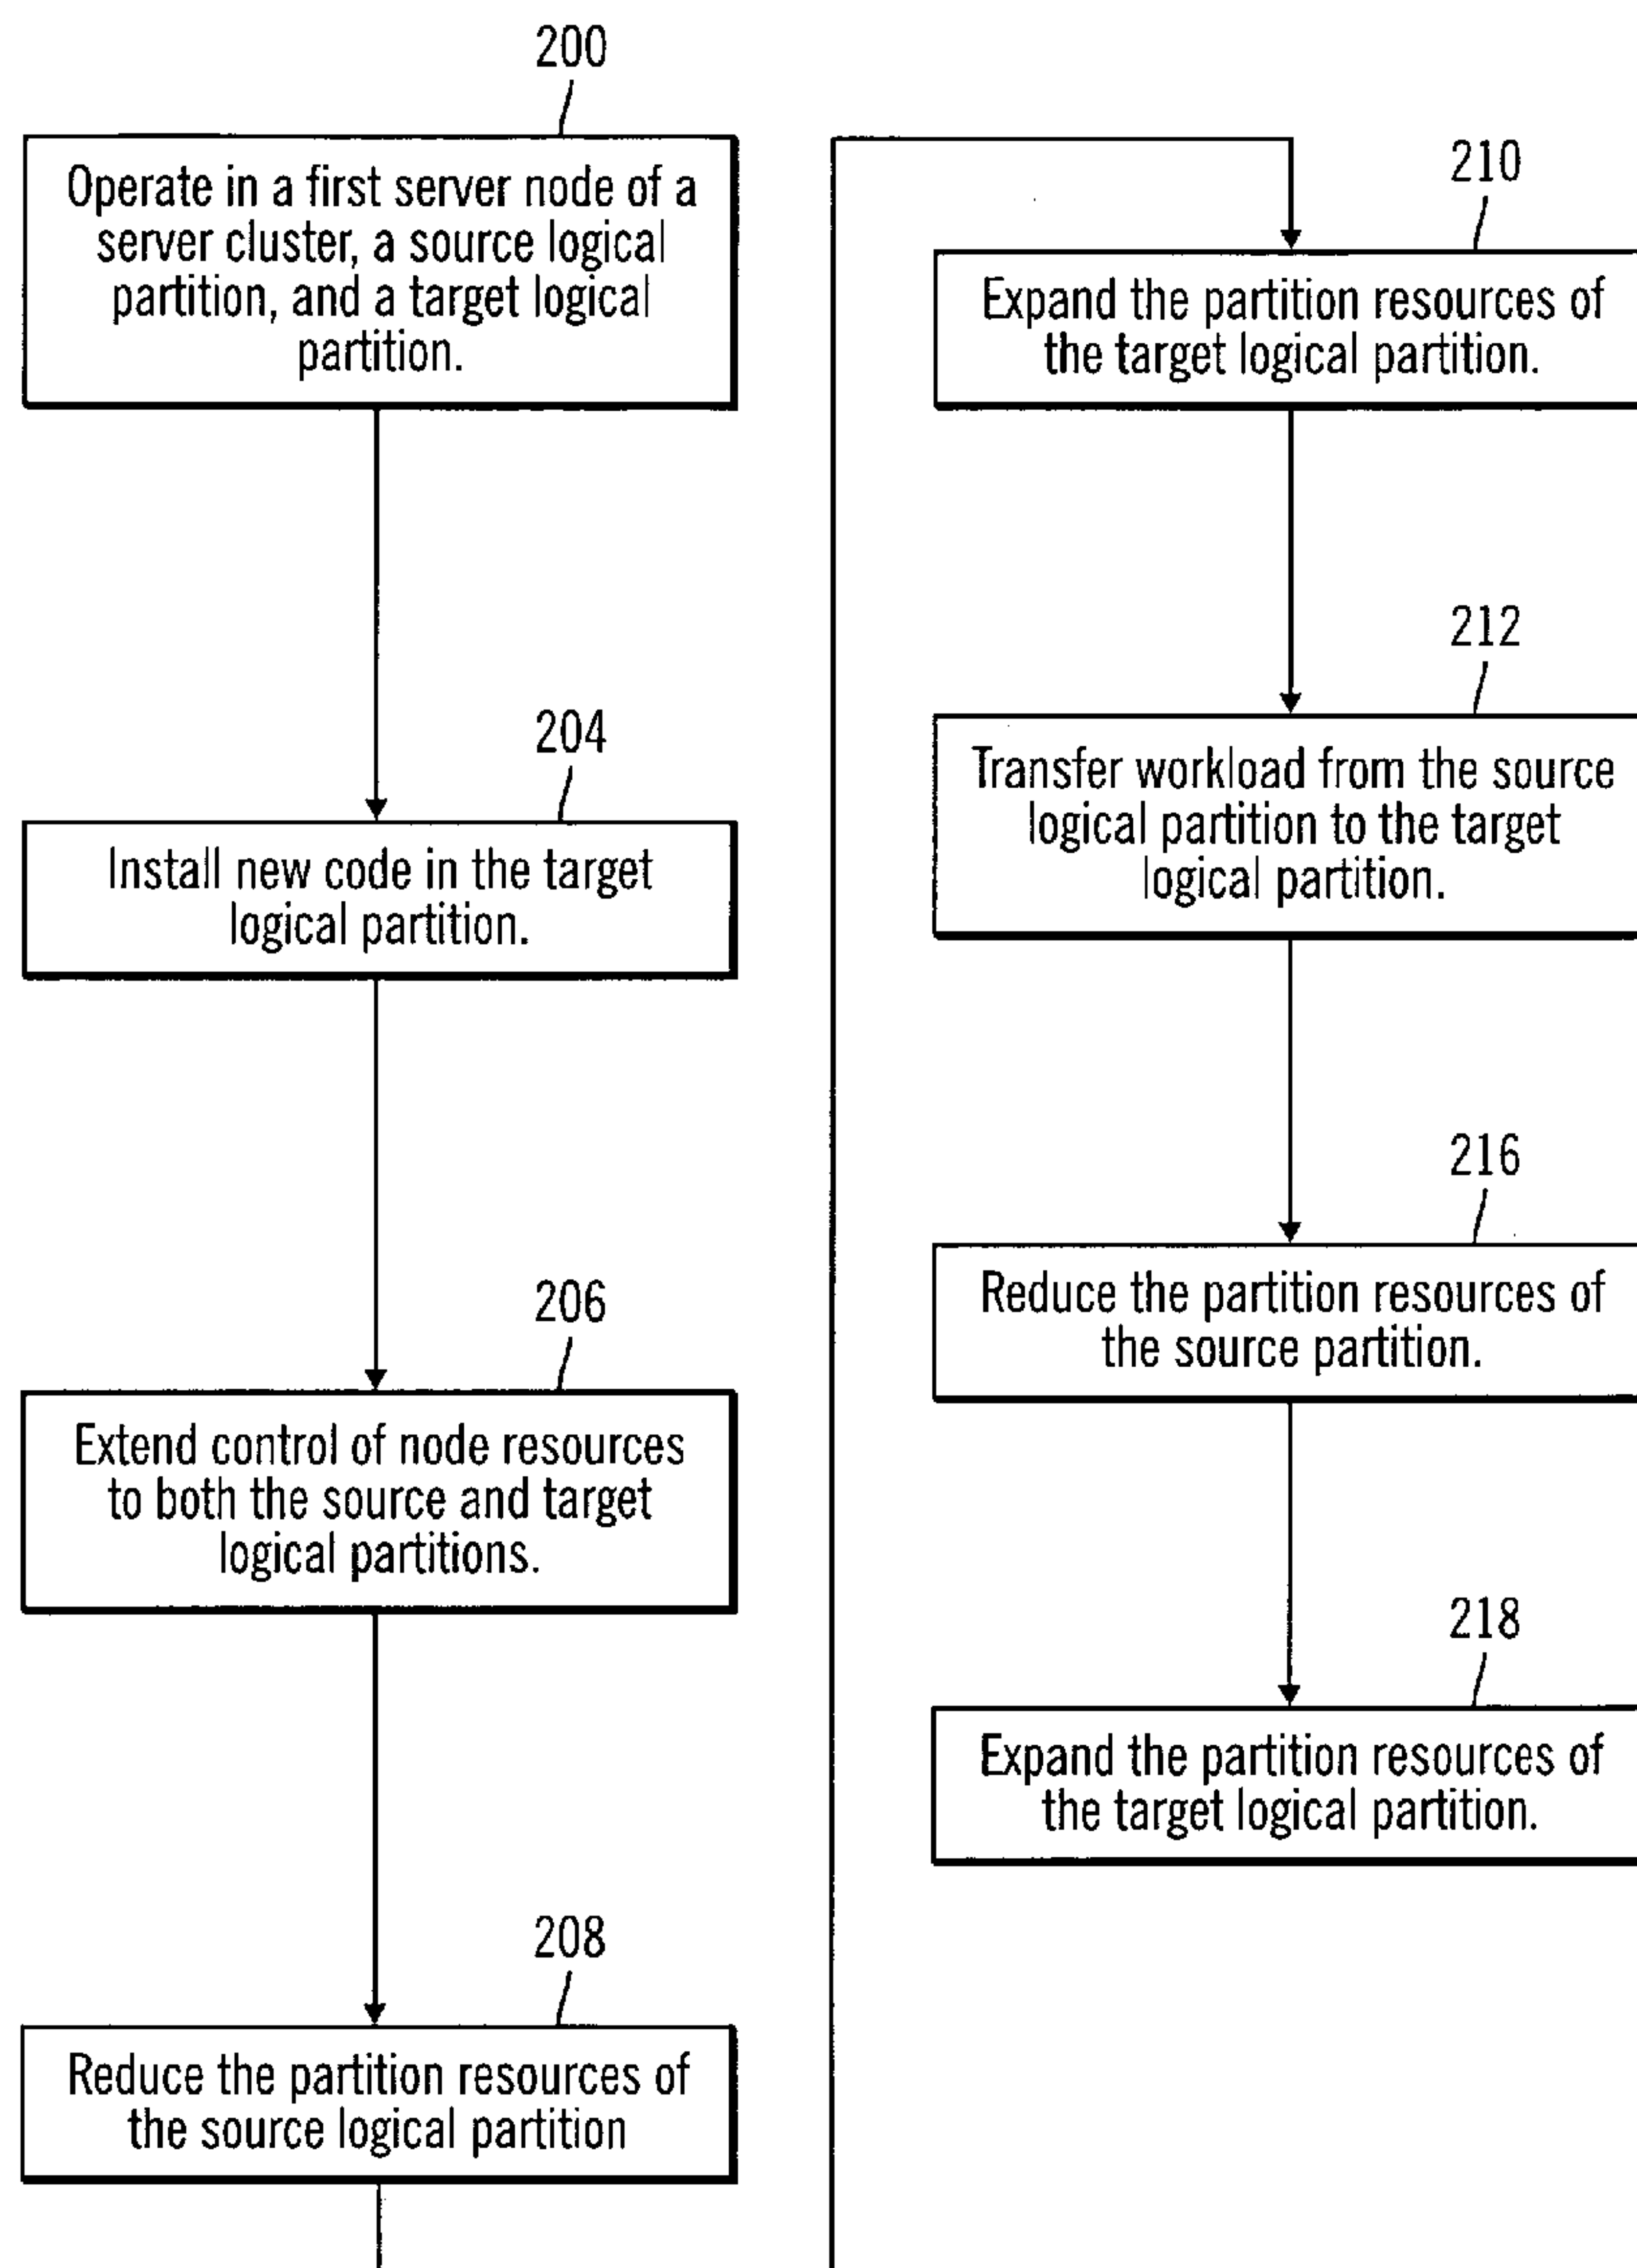 200
Operate in a first server node of a
server cluster, a source logical
partition, and a target logical
partition.
204
Install new code in the target
logical partition.
206
Extend control of node resources
to both the source and target
logical partitions.
208
Reduce the partition resources of
the source logical partition
210
Expand the partition resources of
the target logical partition.
212
Transfer workload from the source
logical partition to the target
logical partition.
216
Reduce the partition resources of
the source partition.
218
Expand the partition resources of
the target logical partition.